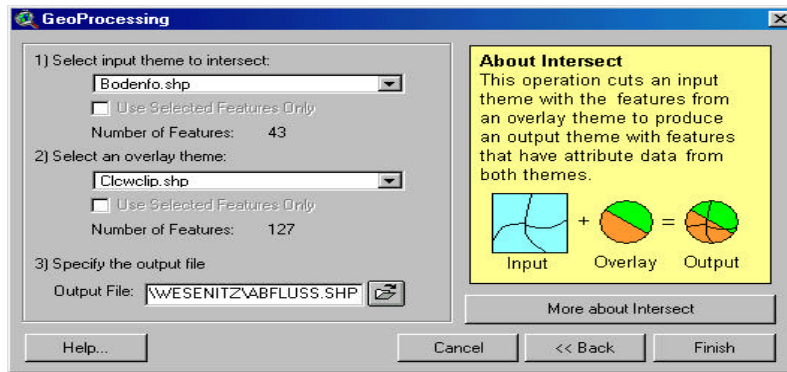 GeoProcessing
1) Select input theme to intersect:
Bodenfo.shp
Use Selected Features Only
Number of Features: 43
2) Select an overlay theme:
Clcwclip.shp
Use Selected Features Only
Number of Features: 127
3) Specify the output file
Output File: \WESENITZ\ABFLUSS.SHP
About Intersect
This operation cuts an input
theme with the features from
an overlay theme to produce
an output theme with features
that have attribute data from
both themes.
+ =
Input Overlay Output
More about Intersect
Help... Cancel << Back Finish